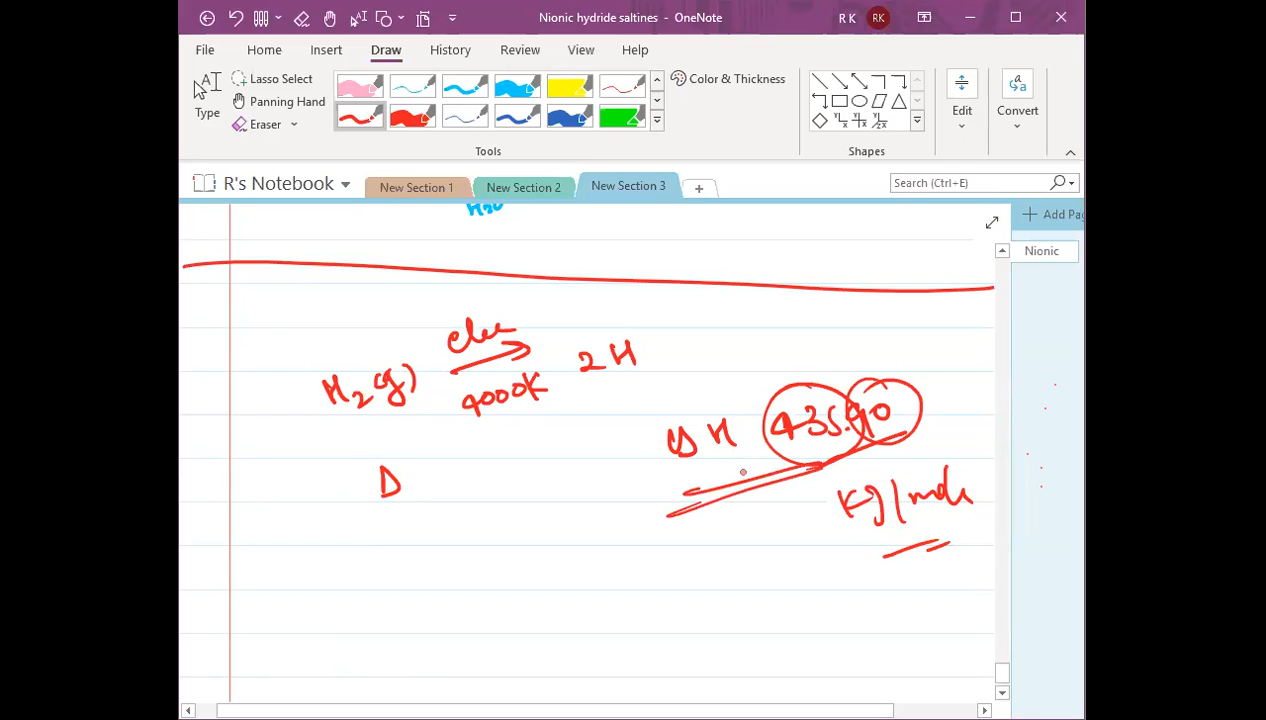 Nionic hydride saltines - OneNote
R K
RK
File Home Insert Draw History Review View Help
Type
Lasso Select
Panning Hand
Eraser
Color & Thickness
Edit
Convert
Tools
Shapes
R's Notebook
New Section 1
New Section 2
New Section 3
Search (Ctrl+E)
Add Pag
Nionic
elec
H2(g) 4000K 2 H
ΔH 435.90
KJ/mole
D